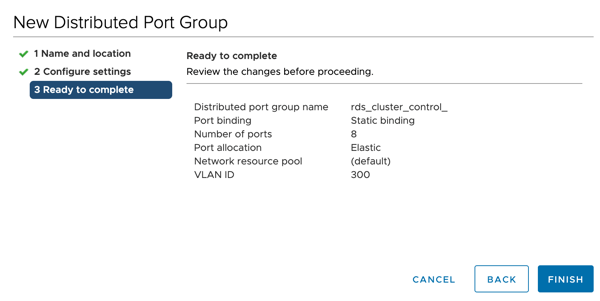 New Distributed Port Group
1 Name and location
2 Configure settings
3 Ready to complete
Ready to complete
Review the changes before proceeding.
Distributed port group name rds_cluster_control_
Port binding Static binding
Number of ports 8
Port allocation Elastic
Network resource pool (default)
VLAN ID 300
CANCEL BACK FINISH